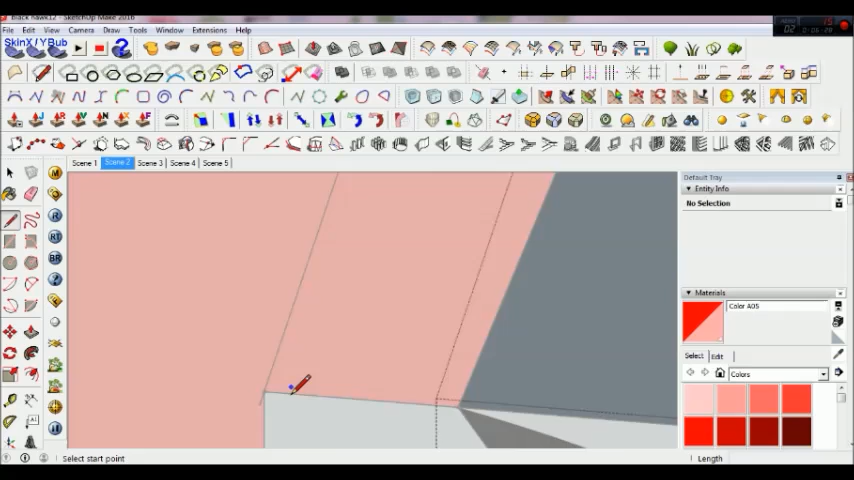 Black hawk12 - SketchUp Make 2016
File Edit View Camera Draw Tools Window Extensions Help
SkinX / YBub
Scene 1 Scene 2 Scene 3 Scene 4 Scene 5
Default Tray
Entity Info
No Selection
Materials
Color A05
Select Edit
Colors
R
RT
BR
Select start point
Length